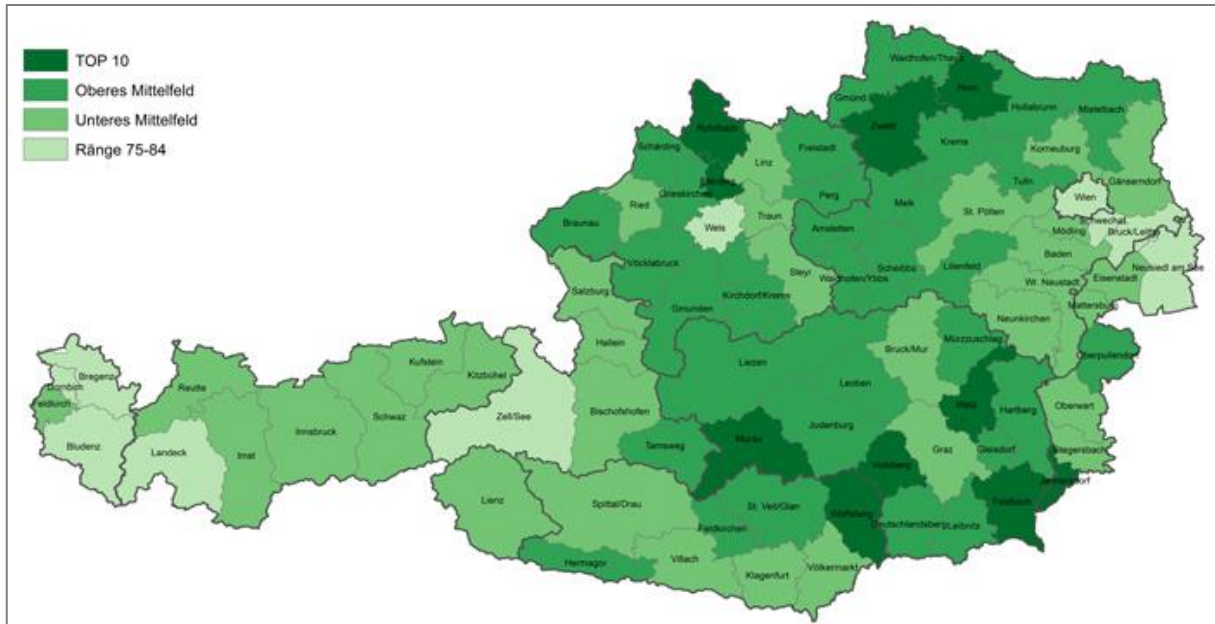 TOP 10
Oberes Mittelfeld
Unteres Mittelfeld
Ränge 75-84
Waidhofen/Thaya
Horn
Gmünd
Hollabrunn
Mistelbach
Zwettl
Rohrbach
Schärding
Freistadt
Krems
Korneuburg
Linz
Eferding
Grieskirchen
Perg
Tulln
Gänserndorf
Ried
Melk
Wien
Braunau
Traun
St. Pölten
Schwechat
Wels
Amstetten
Mödling
Bruck/Leitha
Baden
Vöcklabruck
Steyr
Scheibbs
Lilienfeld
Neusiedl am See
Waidhofen/Ybbs
Eisenstadt
Wr. Neustadt
Salzburg
Kirchdorf/Krems
Mattersburg
Gmunden
Neunkirchen
Hallein
Mürzzuschlag
Bruck/Mur
Oberpullendorf
Kufstein
Liezen
Bregenz
Kitzbühel
Leoben
Dornbirn
Reutte
Feldkirch
Schwaz
Bischofshofen
Weiz
Hartberg
Oberwart
Zell/See
Innsbruck
Judenburg
Bludenz
Landeck
Imst
Tamsweg
Murau
Graz
Gleisdorf
Stegersbach
Voitsberg
Jennersdorf
Lienz
Spittal/Drau
St. Veit/Glan
Feldbach
Wolfsberg
Feldkirchen
Deutschlandsberg
Leibnitz
Hermagor
Villach
Völkermarkt
Klagenfurt